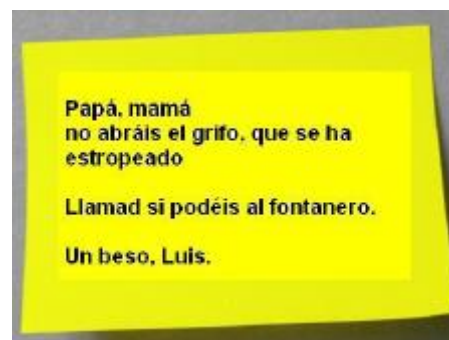 Papá, mamá
no abráis el grifo, que se ha
estropeado
Llamad si podéis al fontanero.
Un beso, Luis.